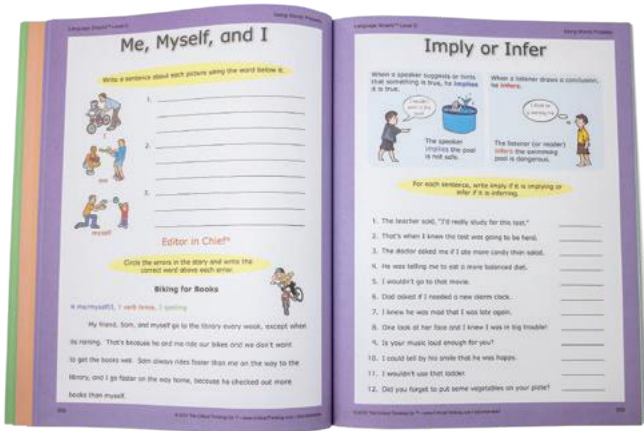 Me, Myself, and I
Write a sentence about each picture using the word below it.
1.
I
2.
me
3.
myself
Editor in Chief®
Circle the errors in the story and write the
correct word above each error.
Biking for Books
4 me/myself/I, 1 verb tense, 1 spelling
My friend, Sam, and myself go to the library every week, except when
its raining. That's because he and me ride our bikes and we don't want
to get the books wet. Sam always rides faster than me on the way to the
library, and I go faster on the way home, because he checked out more
books than myself.
Imply or Infer
When a speaker suggests or hints
that something is true, he implies
it is true.
The speaker
implies the pool
is not safe.
When a listener draws a conclusion,
he infers.
The listener (or reader)
infers the swimming
pool is dangerous.
For each sentence, write imply if it is implying or
infer if it is inferring.
1. The teacher said, "I'd really study for this test."
2. That's when I knew the test was going to be hard.
3. The doctor asked me if I ate more candy than salad.
4. He was telling me to eat a more balanced diet.
5. I wouldn't go to that movie.
6. Dad asked if I needed a new alarm clock.
7. I knew he was mad that I was late again.
8. One look at her face and I knew I was in big trouble!
9. Is your music loud enough for you?
10. I could tell by his smile that he was happy.
11. I wouldn't use that ladder.
12. Did you forget to put some vegetables on your plate?